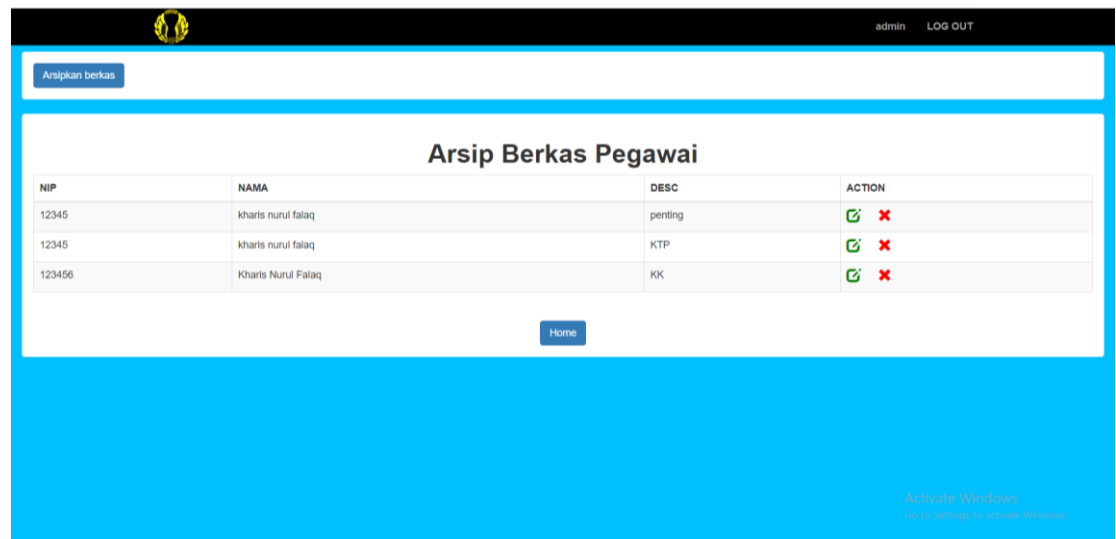 admin LOG OUT
Arsipkan berkas
Arsip Berkas Pegawai
NIP NAMA DESC ACTION
12345 kharis nurul falaq penting
12345 kharis nurul falaq KTP
123456 Kharis Nurul Falaq KK
Home
Activate Windows
Go to Settings to activate Windows.